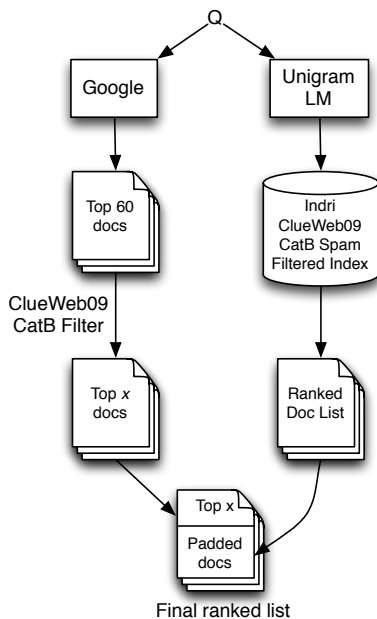 Q
Google
Unigram
LM
Top 60
docs
Indri
ClueWeb09
CatB Spam
Filtered Index
ClueWeb09
CatB Filter
Top x
docs
Ranked
Doc List
Top x
Padded
docs
Final ranked list